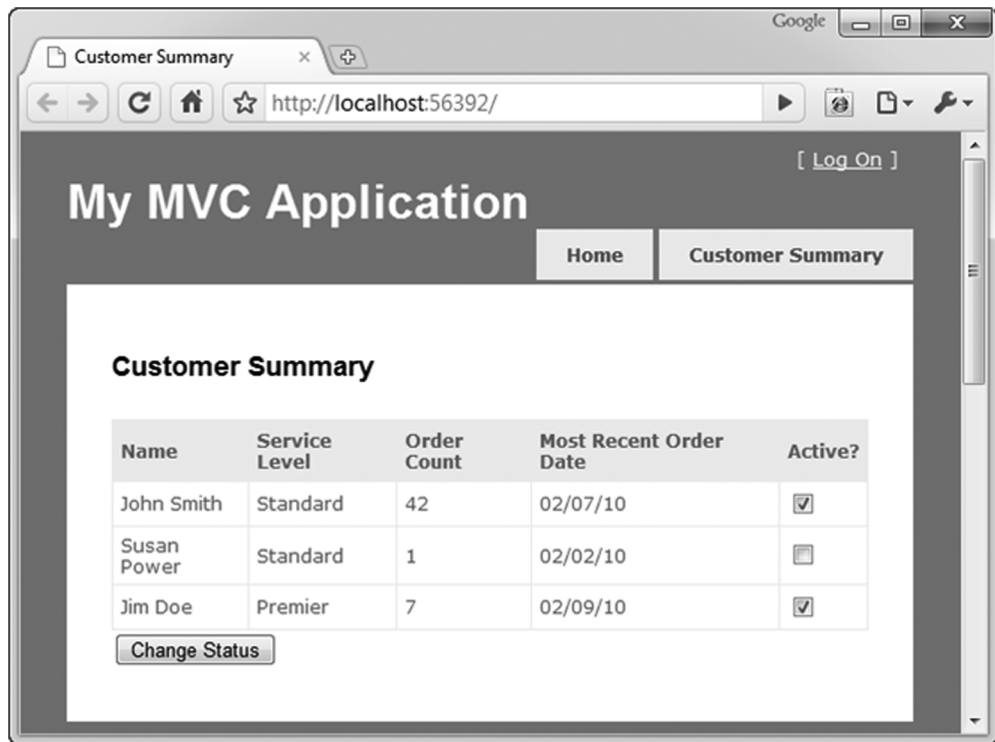 Google
Customer Summary
http://localhost:56392/
[ Log On ]
My MVC Application
Home
Customer Summary
Customer Summary
Name
Service Level
Order Count
Most Recent Order Date
Active?
John Smith
Standard
42
02/07/10
Susan Power
Standard
1
02/02/10
Jim Doe
Premier
7
02/09/10
Change Status